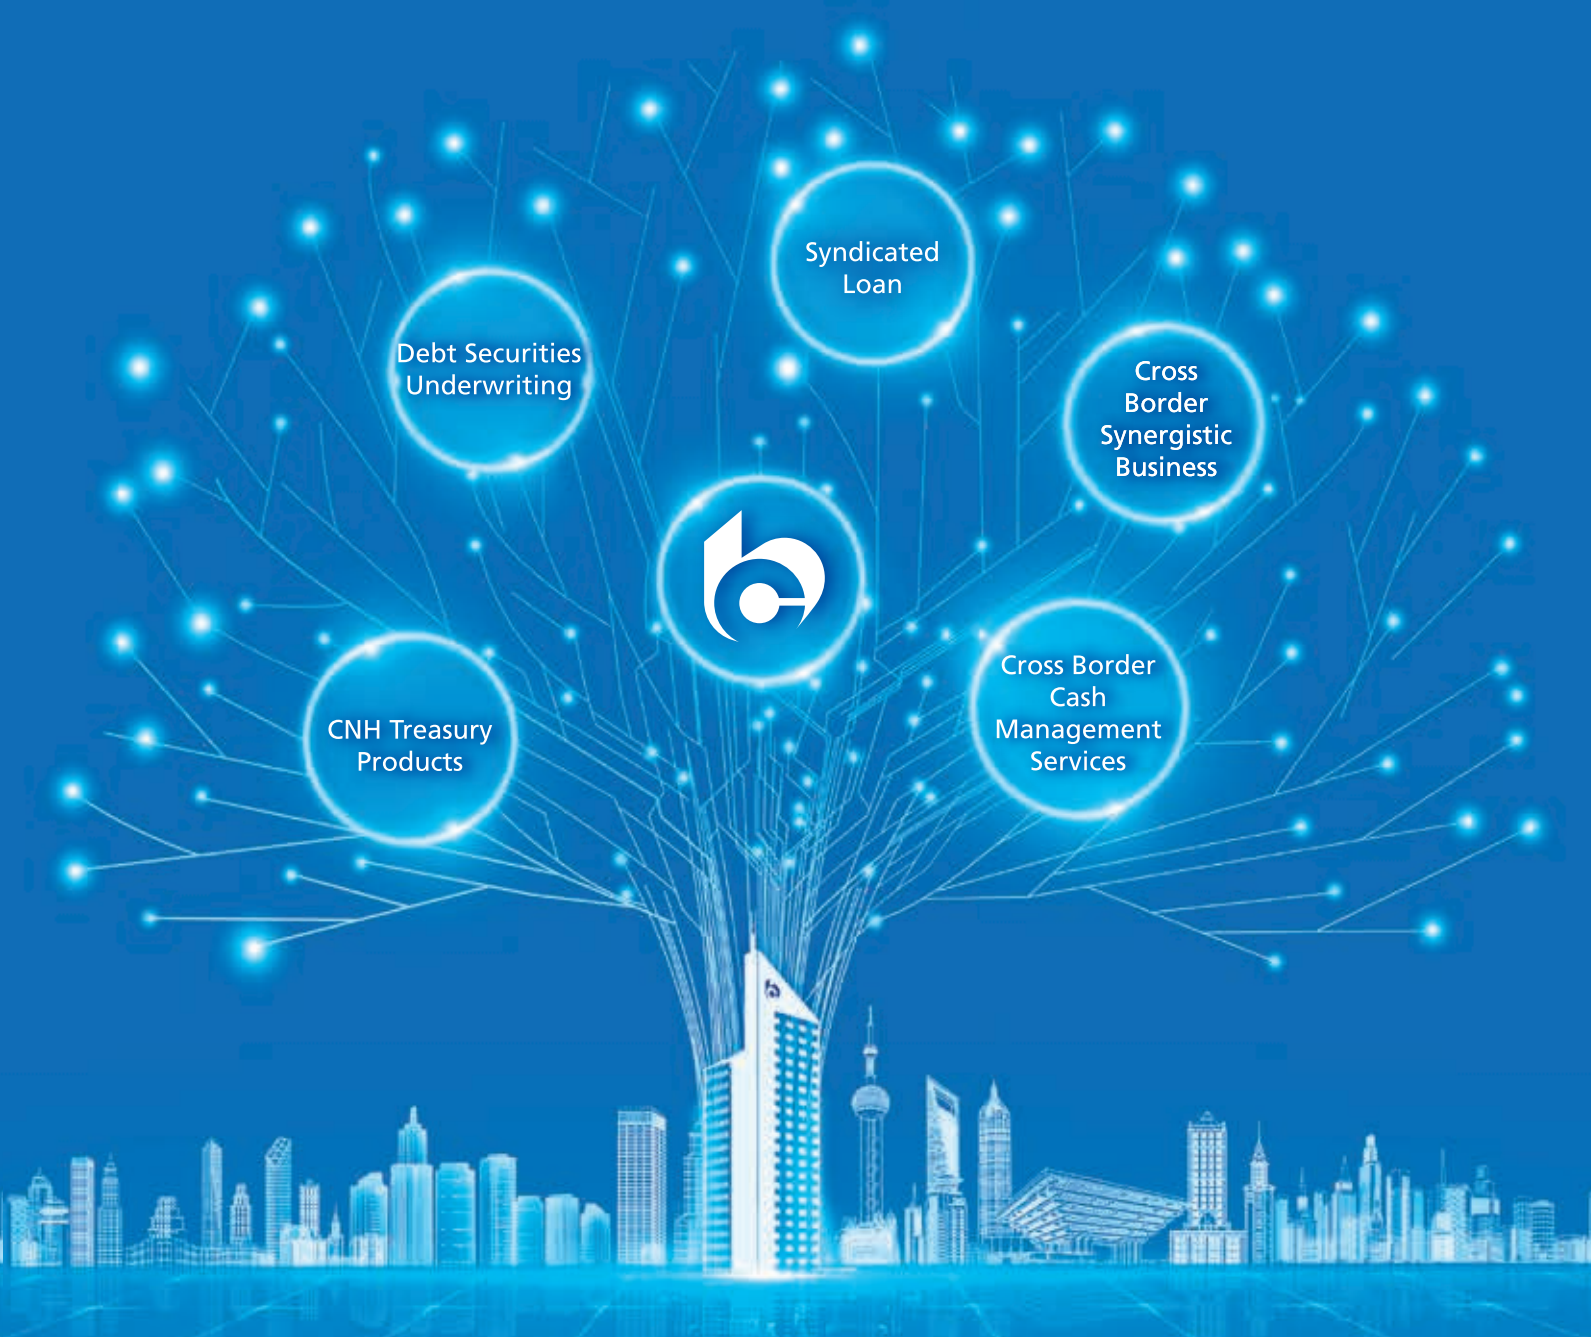 Syndicated
Loan
Debt Securities
Underwriting
Cross
Border
Synergistic
Business
Cross Border
Cash
Management
Services
CNH Treasury
Products